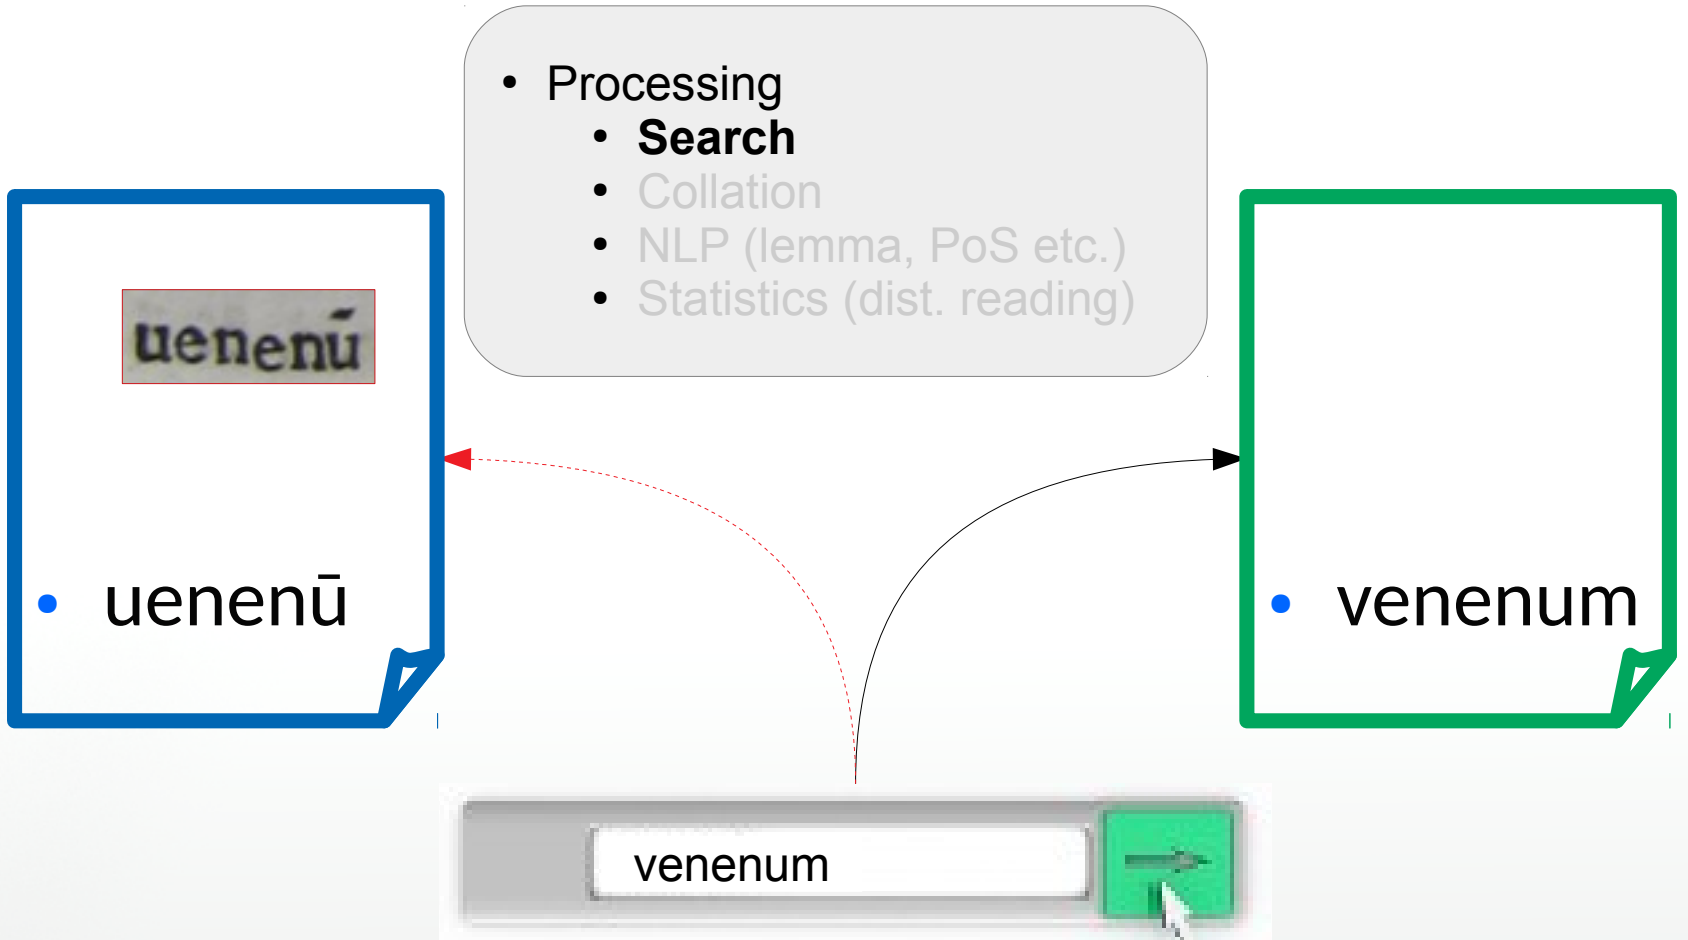 Processing
Search
Collation
NLP (lemma, PoS etc.)
Statistics (dist. reading)
uenenū
uenenū
venenum
venenum